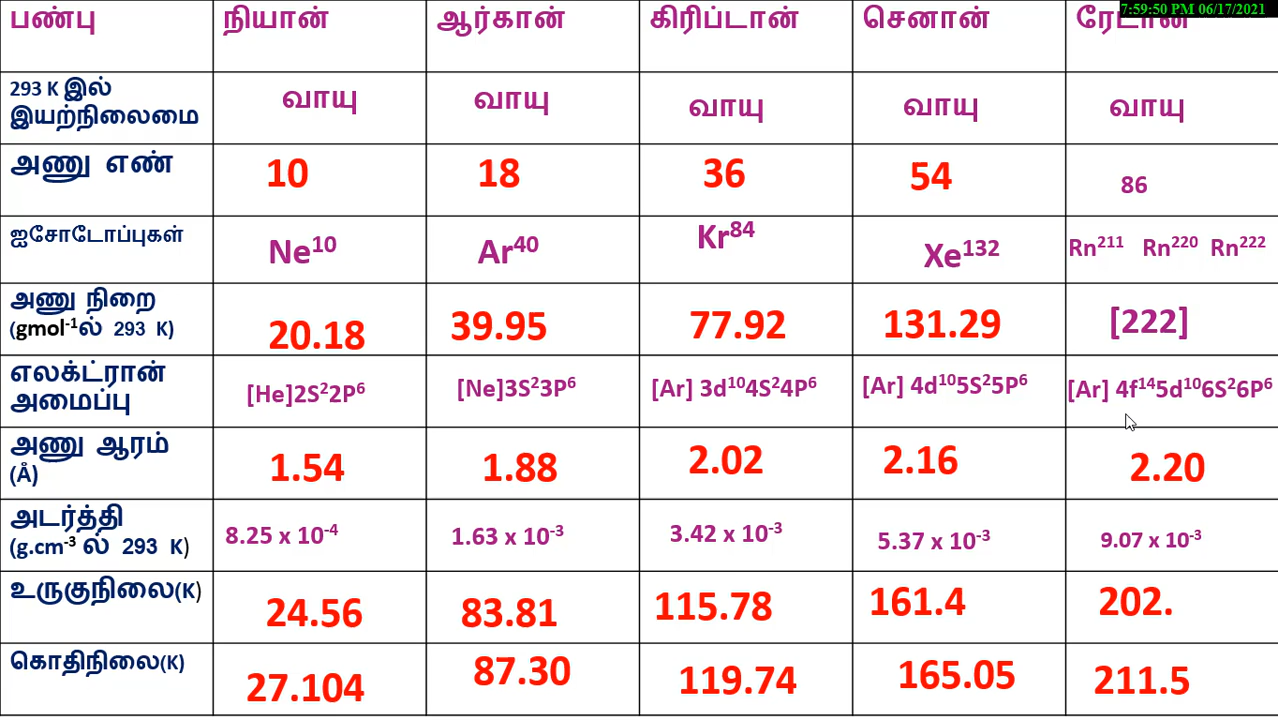 பண்பு நியான் ஆர்கான் கிரிப்டான் செனான் ரேடான்
7:59:50 PM 06/17/2021
293 K இல்
இயற்நிலைமை வாயு வாயு வாயு வாயு வாயு
அணு எண் 10 18 36 54 86
ஐசோடோப்புகள் Ne¹⁰ Ar⁴⁰ Kr⁸⁴ Xe¹³² Rn²¹¹ Rn²²⁰ Rn²²²
அணு நிறை
(gmol⁻¹ல் 293 K) 20.18 39.95 77.92 131.29 [222]
எலக்ட்ரான்
அமைப்பு [He]2S²2P⁶ [Ne]3S²3P⁶ [Ar] 3d¹⁰4S²4P⁶ [Ar] 4d¹⁰5S²5P⁶ [Ar] 4f¹⁴5d¹⁰6S²6P⁶
அணு ஆரம்
(Å) 1.54 1.88 2.02 2.16 2.20
அடர்த்தி
(g.cm⁻³ ல் 293 K) 8.25 x 10⁻⁴ 1.63 x 10⁻³ 3.42 x 10⁻³ 5.37 x 10⁻³ 9.07 x 10⁻³
உருகுநிலை(K) 24.56 83.81 115.78 161.4 202.
கொதிநிலை(K) 27.104 87.30 119.74 165.05 211.5